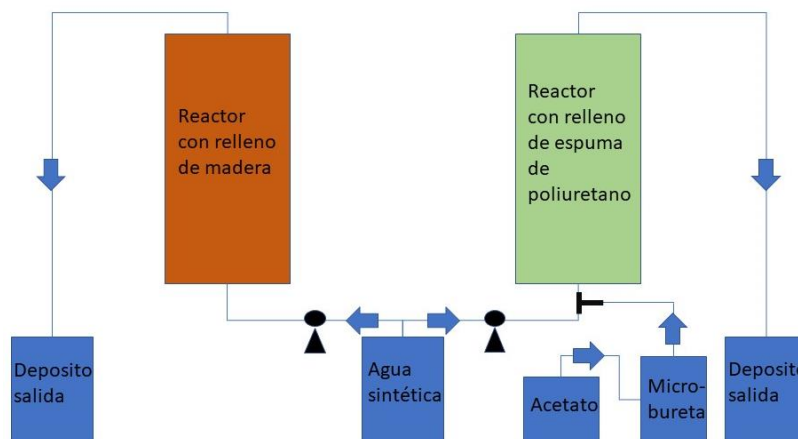 Reactor
con relleno
de madera
Reactor
con relleno
de espuma
de
poliuretano
Deposito
salida
Agua
sintética
Acetato
Micro-
bureta
Deposito
salida